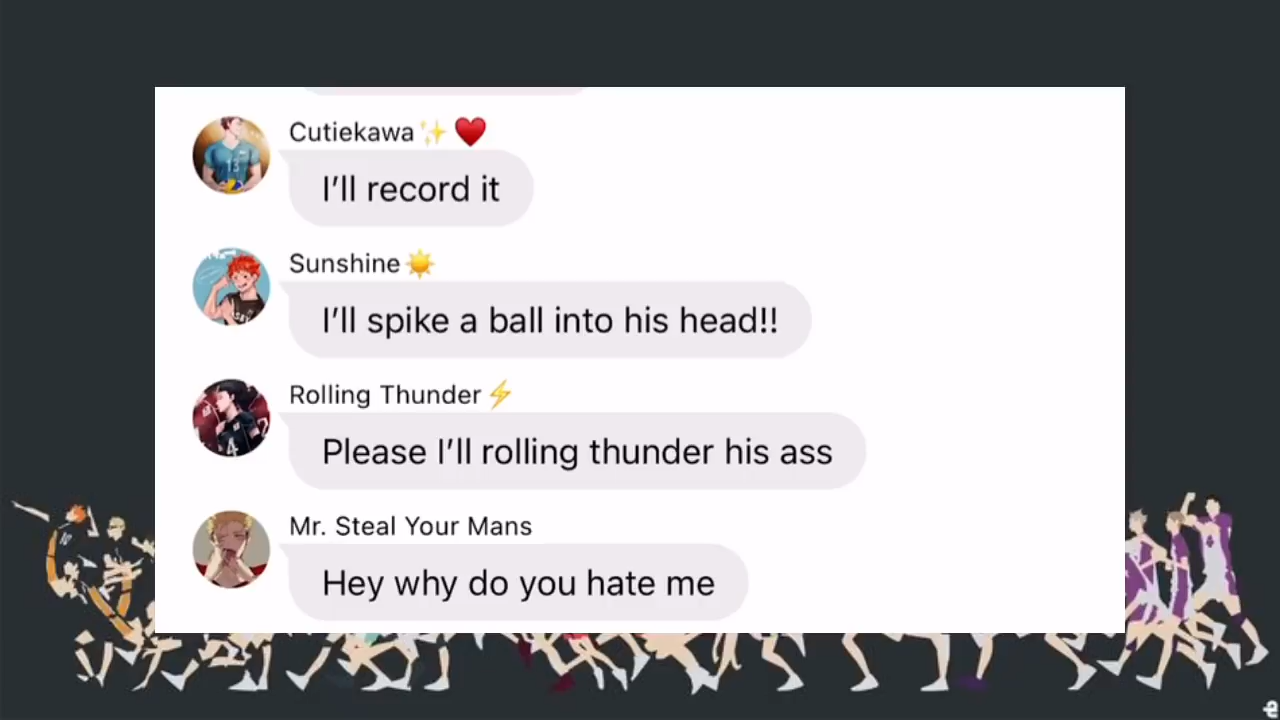 Cutiekawa✨❤️
I’ll record it
Sunshine☀️
I’ll spike a ball into his head!!
Rolling Thunder⚡
Please I’ll rolling thunder his ass
Mr. Steal Your Mans
Hey why do you hate me